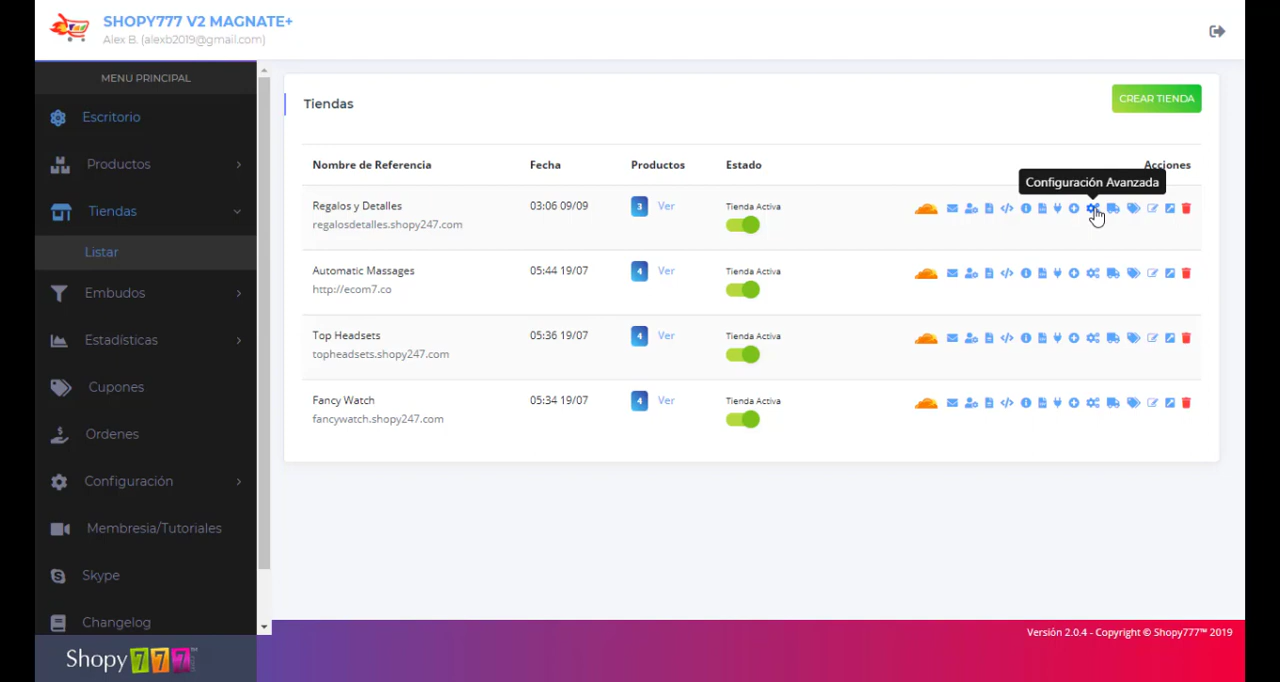 SHOPY777 V2 MAGNATE+
Alex B. (alexb2019@gmail.com)
MENU PRINCIPAL
Escritorio
Productos
Tiendas
Listar
Embudos
Estadísticas
Cupones
Ordenes
Configuración
Membresia/Tutoriales
Skype
Changelog
Shopy777
Tiendas
CREAR TIENDA
Nombre de Referencia Fecha Productos Estado Acciones
Configuración Avanzada
Regalos y Detalles 03:06 09/09 3 Ver Tienda Activa
regalosdetalles.shopy247.com
Automatic Massages 05:44 19/07 4 Ver Tienda Activa
http://ecom7.co
Top Headsets 05:36 19/07 4 Ver Tienda Activa
topheadsets.shopy247.com
Fancy Watch 05:34 19/07 4 Ver Tienda Activa
fancywatch.shopy247.com
Versión 2.0.4 - Copyright © Shopy777™ 2019